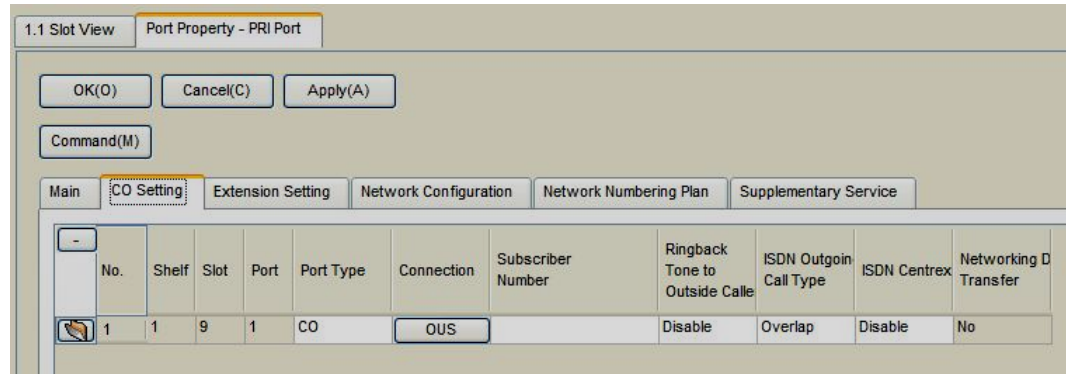 1.1 Slot View
Port Property - PRI Port
OK(O)
Cancel(C)
Apply(A)
Command(M)
Main
CO Setting
Extension Setting
Network Configuration
Network Numbering Plan
Supplementary Service
-
No.
Shelf
Slot
Port
Port Type
Connection
Subscriber
Number
Ringback
Tone to
Outside Calle
ISDN Outgoin
Call Type
ISDN Centrex
Networking D
Transfer
1
1
9
1
CO
OUS
Disable
Overlap
Disable
No